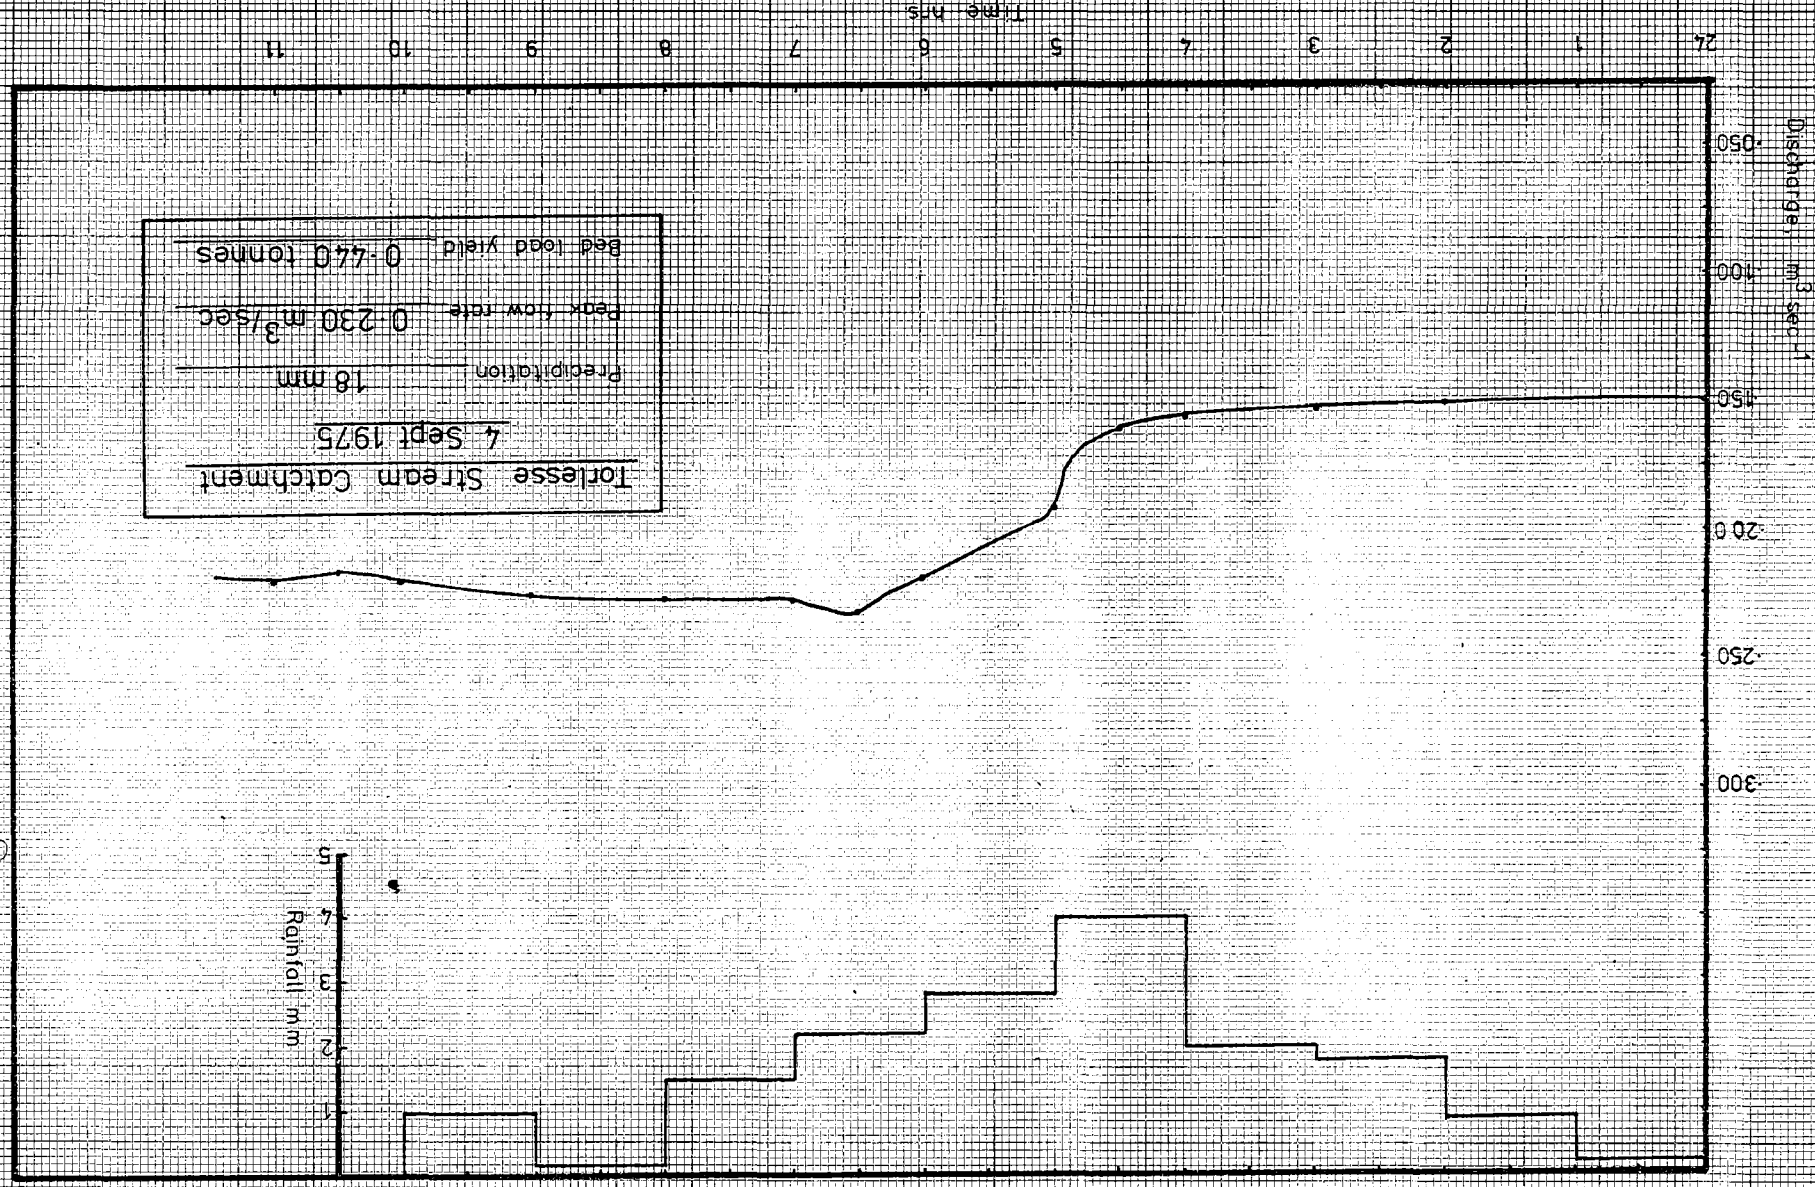 Rainfall mm
1
2
3
4
5
Discharge, m³ sec⁻¹
·300
·250
·200
·150
·100
·050
Torlesse Stream Catchment
4 Sept 1975
Precipitation 18 mm
Peak flow rate 0·230 m³/sec
Bed load yield 0·440 tonnes
24 1 2 3 4 5 6 7 8 9 10 11
Time hrs